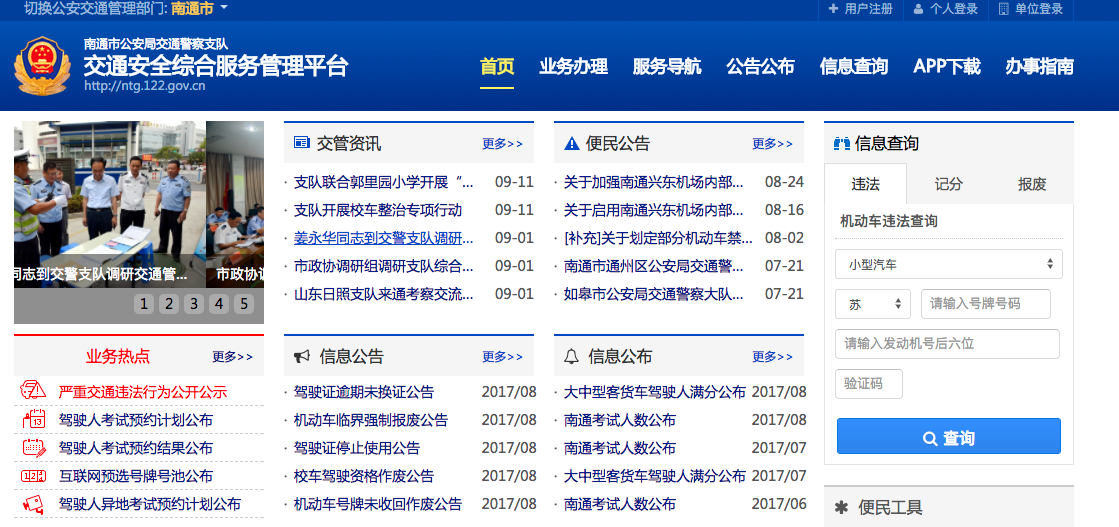 切换公安交通管理部门: 南通市
用户注册 个人登录 单位登录
南通市公安局交通警察支队
交通安全综合服务管理平台
http://ntg.122.gov.cn
首页 业务办理 服务导航 公告公布 信息查询 APP下载 办事指南
同志到交警支队调研交通管...
市政协调
1 2 3 4 5
交管资讯 更多>>
· 支队联合郭里园小学开展“... 09-11
· 支队开展校车整治专项行动 09-11
· 姜永华同志到交警支队调研... 09-01
· 市政协调研组调研支队综合... 09-01
· 山东日照支队来通考察交流... 09-01
便民公告 更多>>
· 关于加强南通兴东机场内部... 08-24
· 关于启用南通兴东机场内部... 08-16
· [补充]关于划定部分机动车禁... 08-02
· 南通市通州区公安局交通警... 07-21
· 如皋市公安局交通警察大队... 07-21
信息查询
违法 记分 报废
机动车违法查询
小型汽车
苏 请输入号牌号码
请输入发动机号后六位
验证码
查询
业务热点 更多>>
严重交通违法行为公开公示
驾驶人考试预约计划公布
驾驶人考试预约结果公布
互联网预选号牌号池公布
驾驶人异地考试预约计划公布
信息公告 更多>>
· 驾驶证逾期未换证公告 2017/08
· 机动车临界强制报废公告 2017/08
· 驾驶证停止使用公告 2017/08
· 校车驾驶资格作废公告 2017/08
· 机动车号牌未收回作废公告 2017/08
信息公布 更多>>
· 大中型客货车驾驶人满分公布 2017/08
· 南通考试人数公布 2017/08
· 南通考试人数公布 2017/07
· 大中型客货车驾驶人满分公布 2017/07
· 南通考试人数公布 2017/06
便民工具